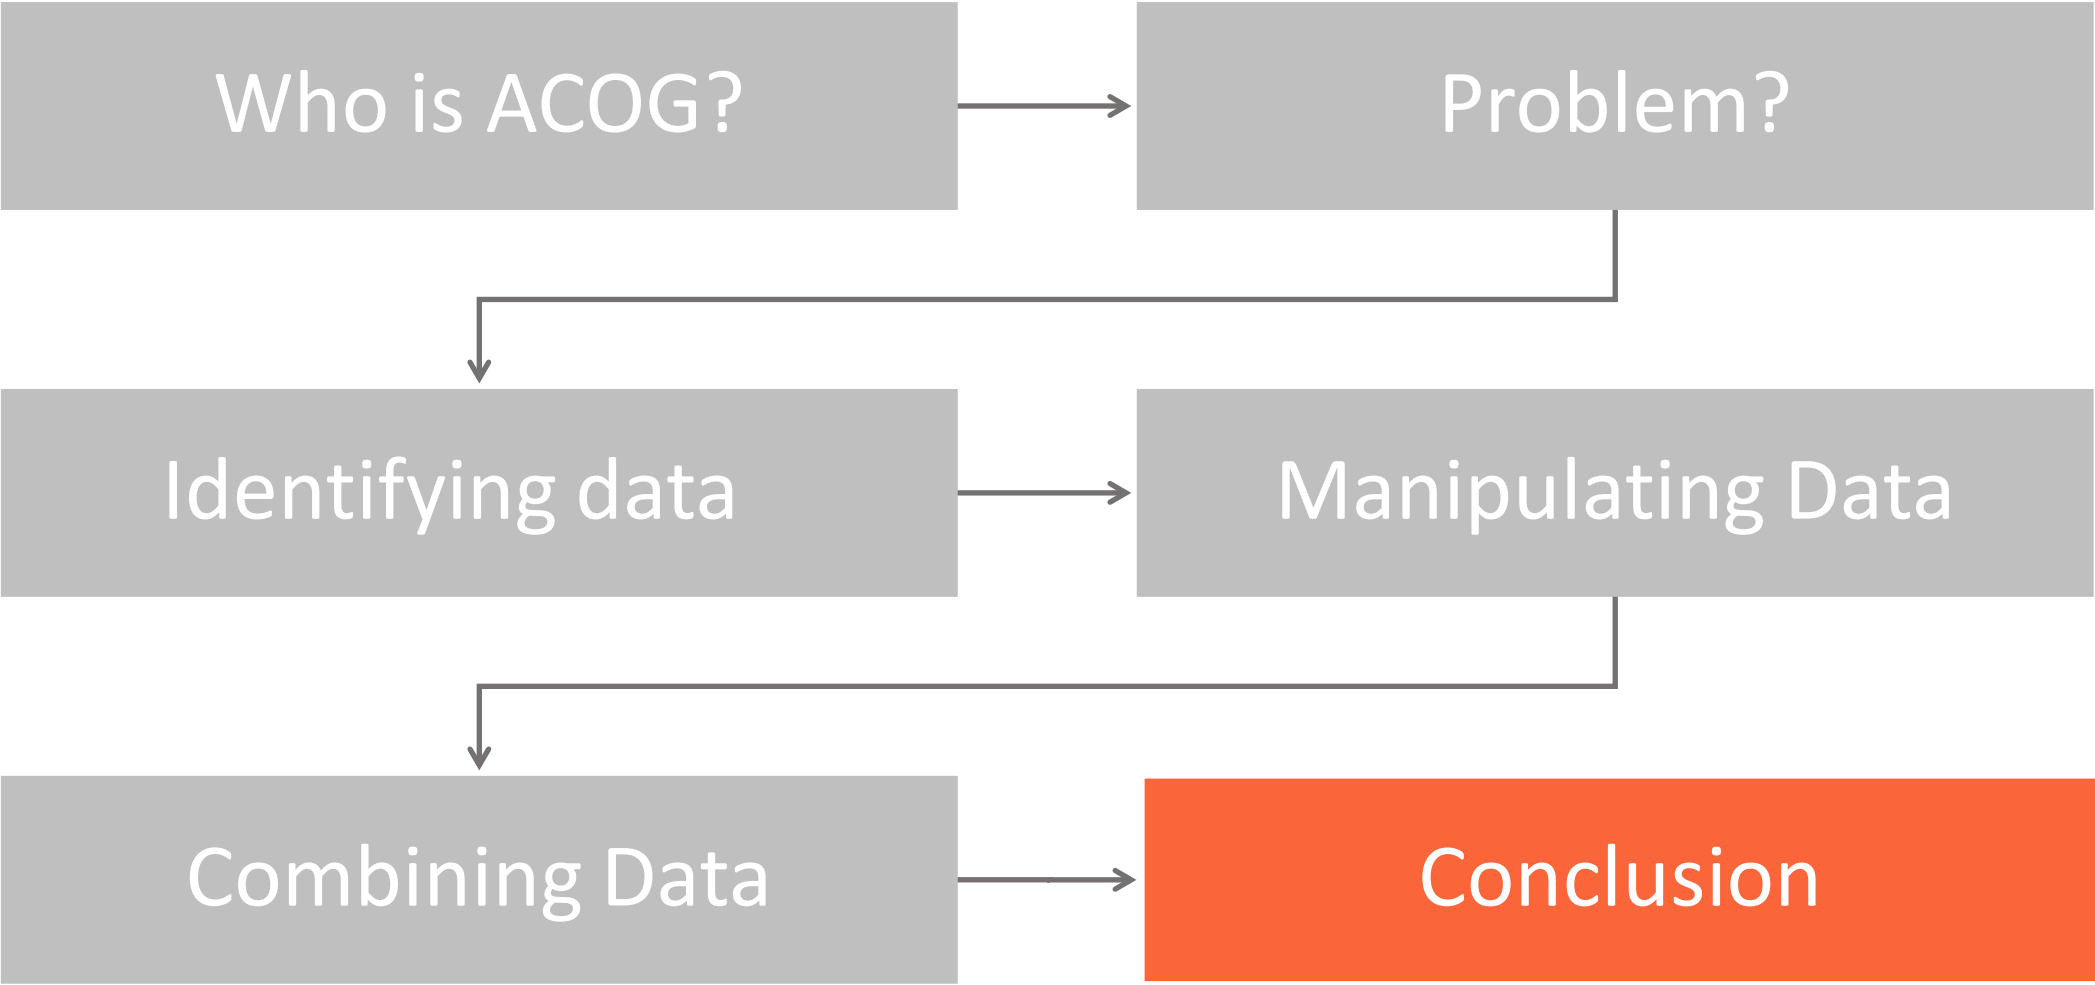 Who is ACOG?
Problem?
Identifying data
Manipulating Data
Combining Data
Conclusion